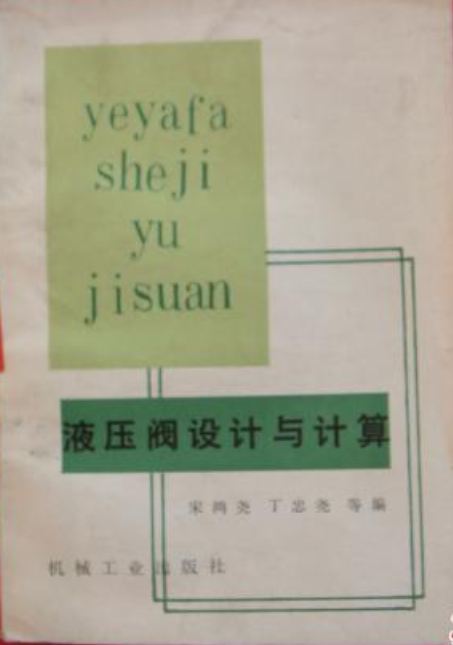 yeyafa
sheji
yu
jisuan
液压阀设计与计算
宋鸿尧 丁忠尧 等编
机械工业出版社